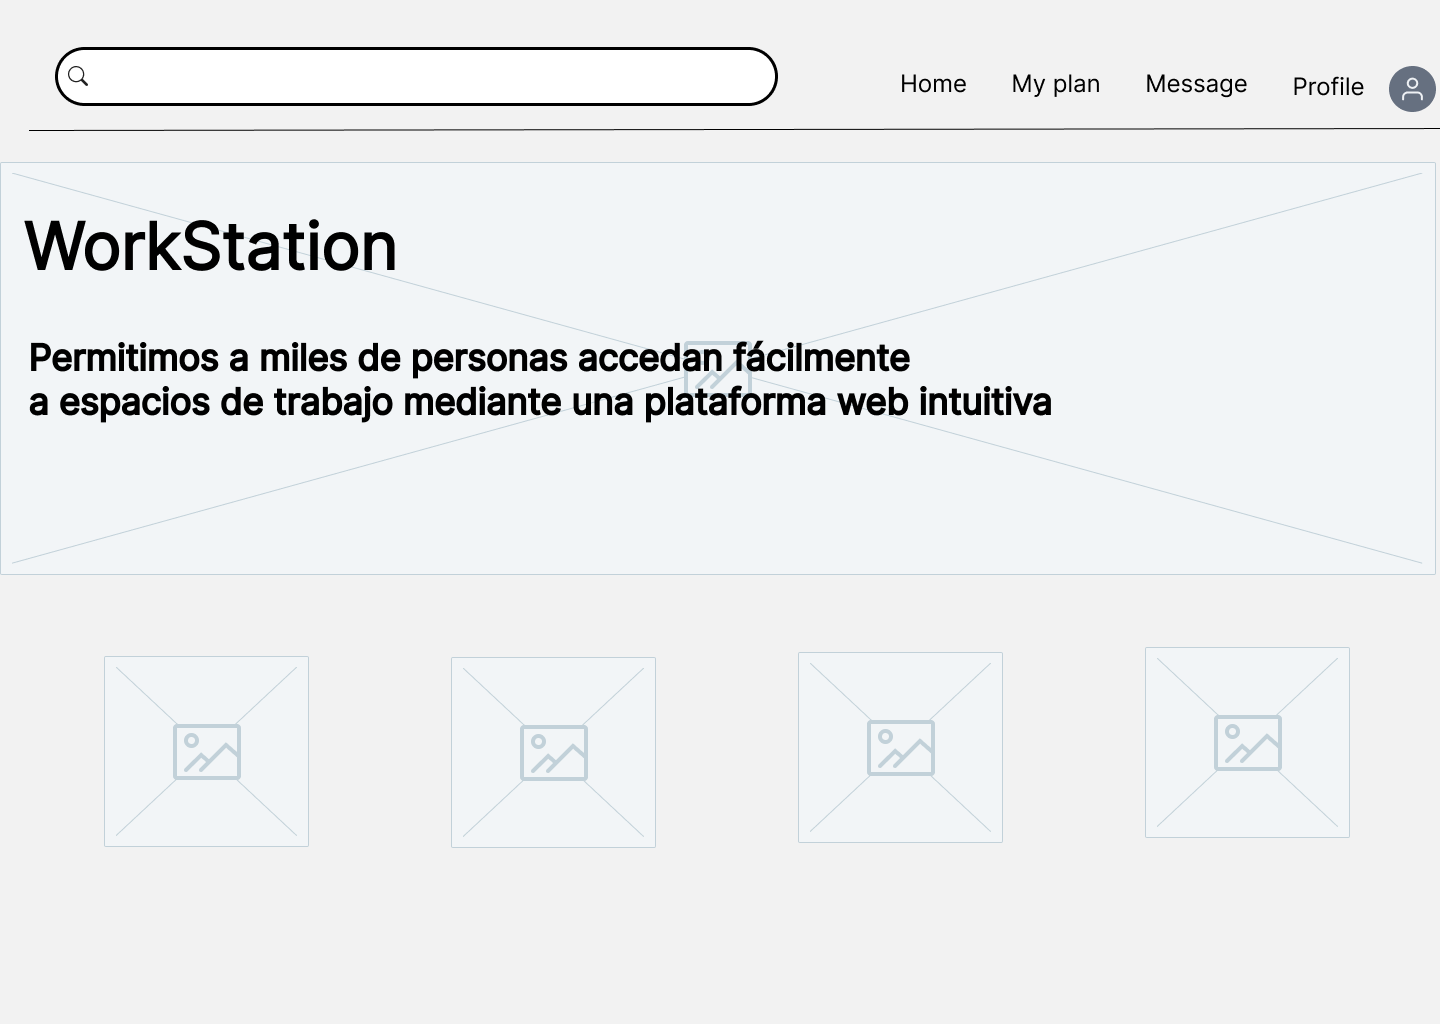 Home
My plan
Message
Profile
WorkStation
Permitimos a miles de personas accedan fácilmente
a espacios de trabajo mediante una plataforma web intuitiva